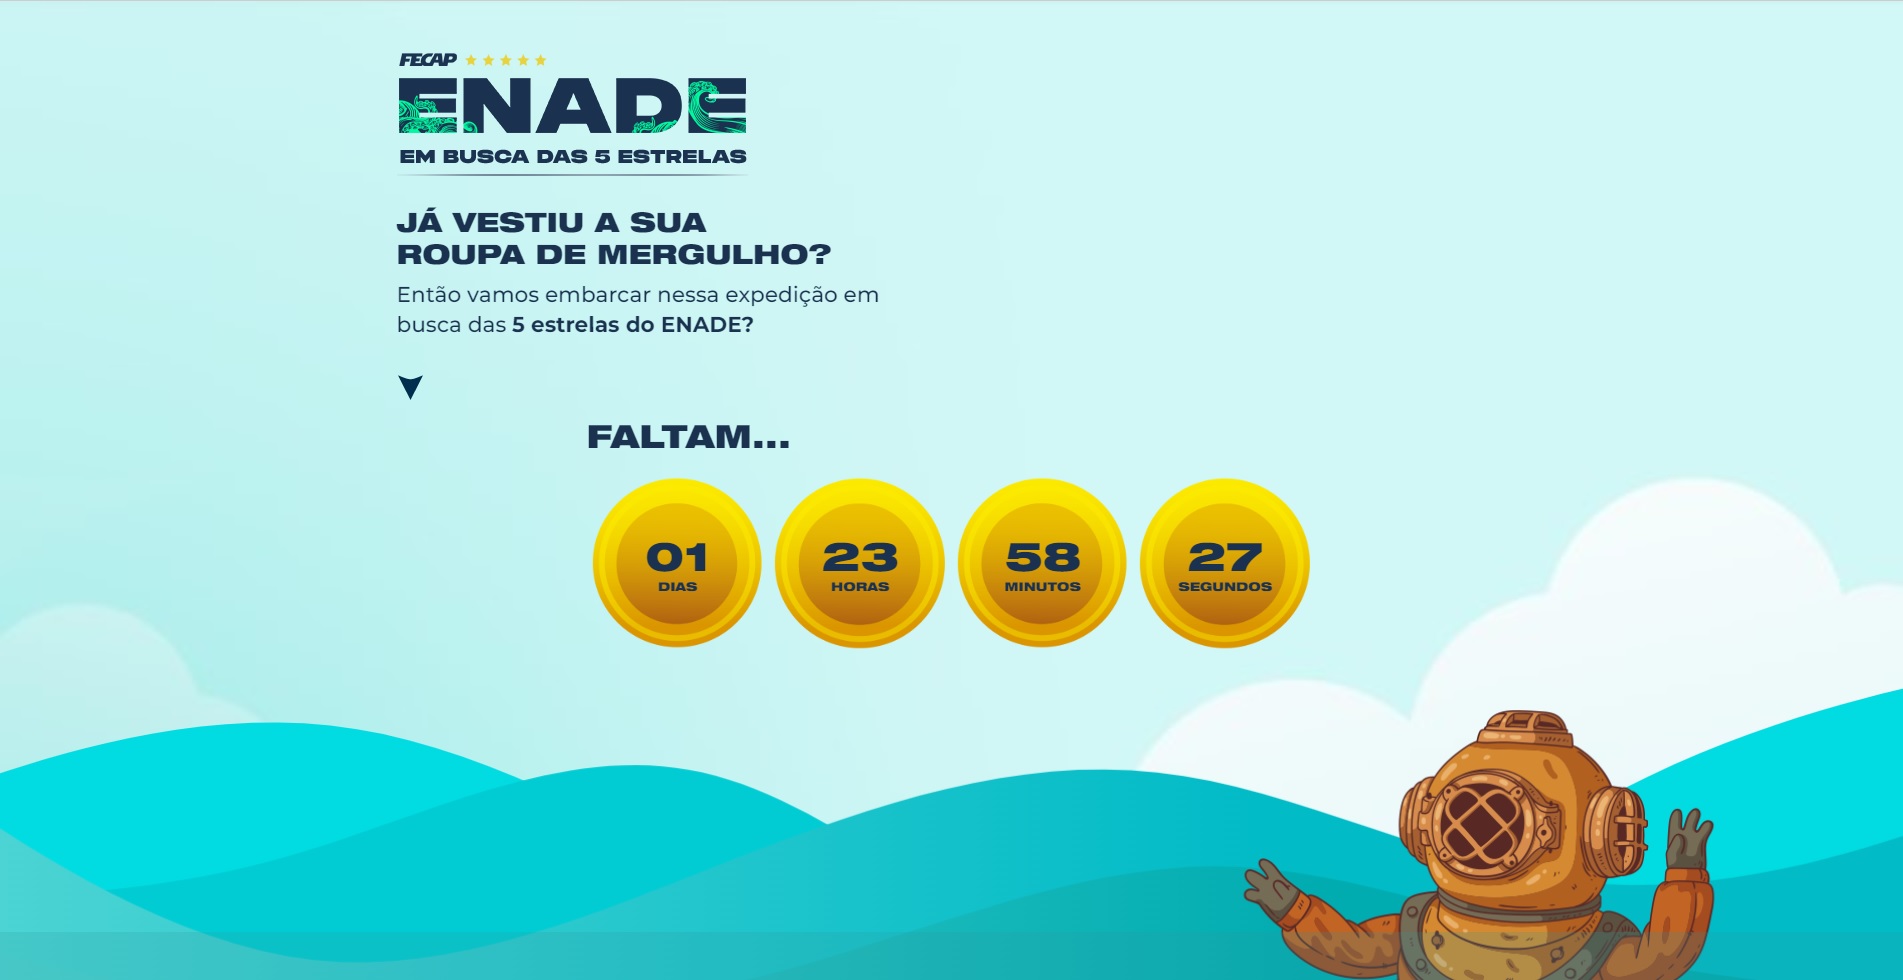 FECAP
ENADE
EM BUSCA DAS 5 ESTRELAS
JÁ VESTIU A SUA
ROUPA DE MERGULHO?
Então vamos embarcar nessa expedição em
busca das 5 estrelas do ENADE?
FALTAM...
01 23 58 27
DIAS HORAS MINUTOS SEGUNDOS